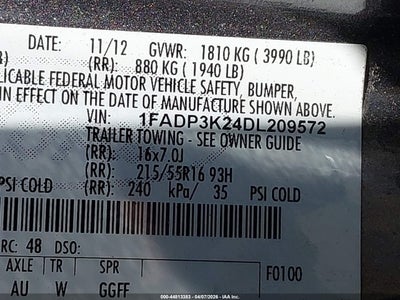 DATE: 11/12 GVWR: 1810 KG ( 3990 LB)
(RR): 880 KG ( 1940 LB)
FEDERAL MOTOR VEHICLE SAFETY, BUMPER,
IN EFFECT ON THE DATE OF MANUFACTURE SHOWN ABOVE.
VIN: 1FADP3K24DL209572
TRAILER TOWING - SEE OWNER GUIDE
(RR): 16x7.0J
(RR): 215/55R16 93H
PSI COLD (RR): 240 kPa/ 35 PSI COLD
RC: 48 DSO:
AXLE TR SPR F0100
AU W GGFF
000-44813383 - 04/07/2026 - IAA Inc.